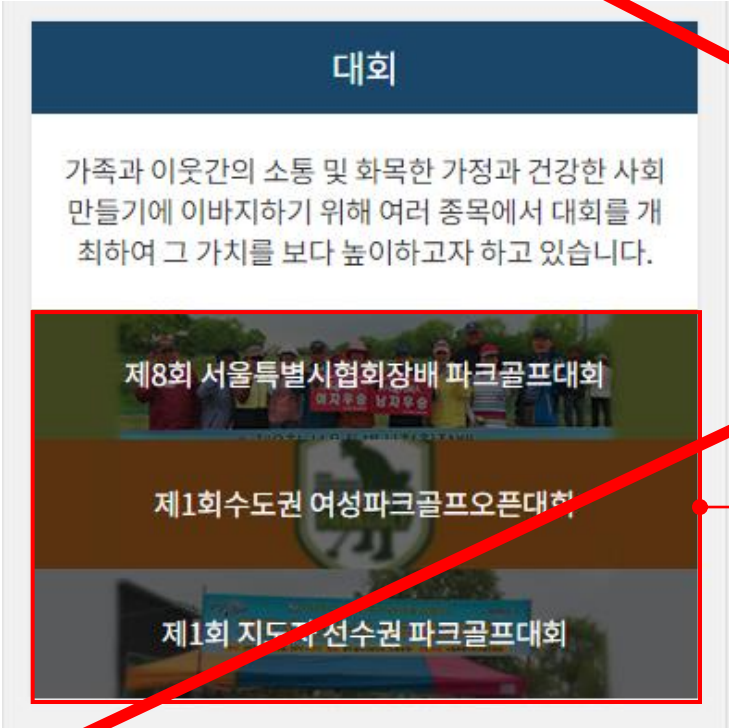 대회
가족과 이웃간의 소통 및 화목한 가정과 건강한 사회
만들기에 이바지하기 위해 여러 종목에서 대회를 개
최하여 그 가치를 보다 높이하고자 하고 있습니다.
제8회 서울특별시협회장배 파크골프대회
여자우승 남자우승
제1회수도권 여성파크골프오픈대회
제1회 지도자 선수권 파크골프대회